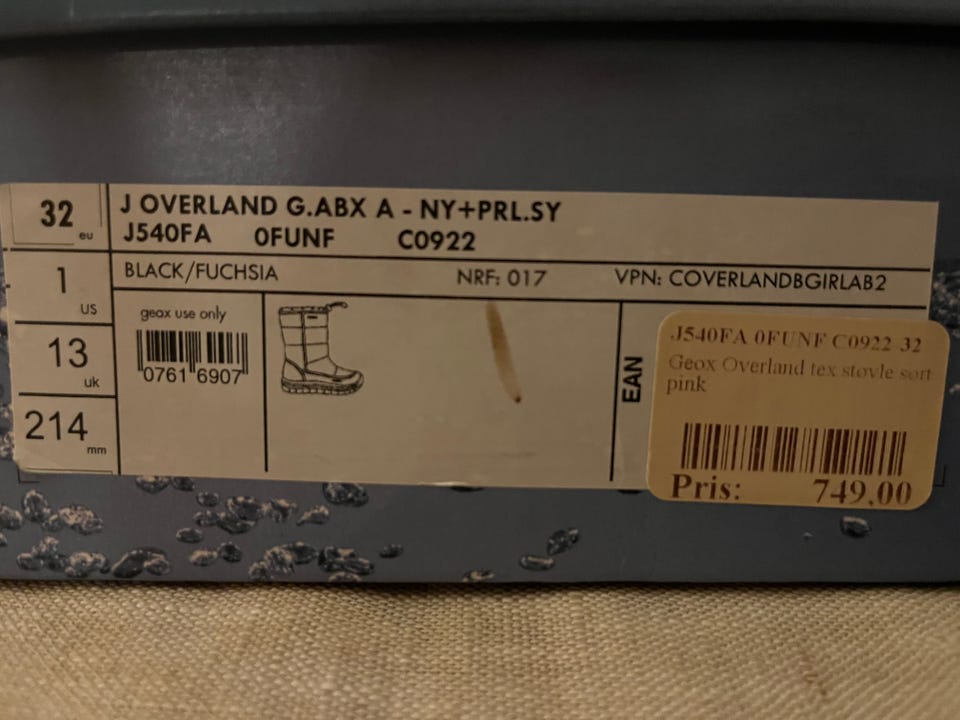 32 eu
J OVERLAND G.ABX A - NY+PRL.SY
J540FA 0FUNF C0922
1 US
BLACK/FUCHSIA NRF: 017 VPN: COVERLANDBGIRLAB2
13 uk
geox use only
0761 6907
214 mm
EAN
J540FA 0FUNF C0922 32
Geox Overland tex støvle sort
pink
Pris: 749,00